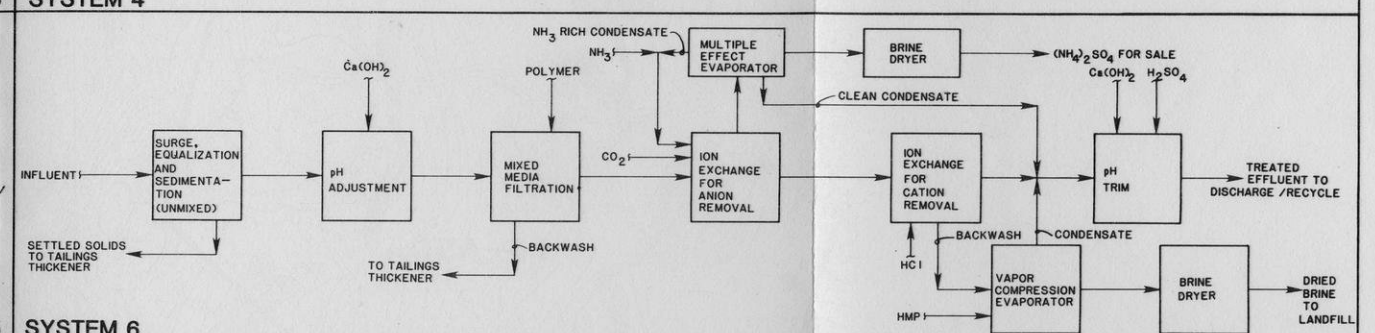 SYSTEM 4
NH3 RICH CONDENSATE
NH3
MULTIPLE
EFFECT
EVAPORATOR
BRINE
DRYER
(NH4)2SO4 FOR SALE
Ca(OH)2
H2SO4
Ca(OH)2
POLYMER
CLEAN CONDENSATE
INFLUENT
SURGE,
EQUALIZATION
AND
SEDIMENTA-
TION
(UNMIXED)
pH
ADJUSTMENT
MIXED
MEDIA
FILTRATION
CO2
ION
EXCHANGE
FOR
ANION
REMOVAL
ION
EXCHANGE
FOR
CATION
REMOVAL
pH
TRIM
TREATED
EFFLUENT TO
DISCHARGE/RECYCLE
SETTLED SOLIDS
TO TAILINGS
THICKENER
BACKWASH
TO TAILINGS
THICKENER
HCl
BACKWASH
CONDENSATE
HMP
VAPOR
COMPRESSION
EVAPORATOR
BRINE
DRYER
DRIED
BRINE
TO
LANDFILL
SYSTEM 6